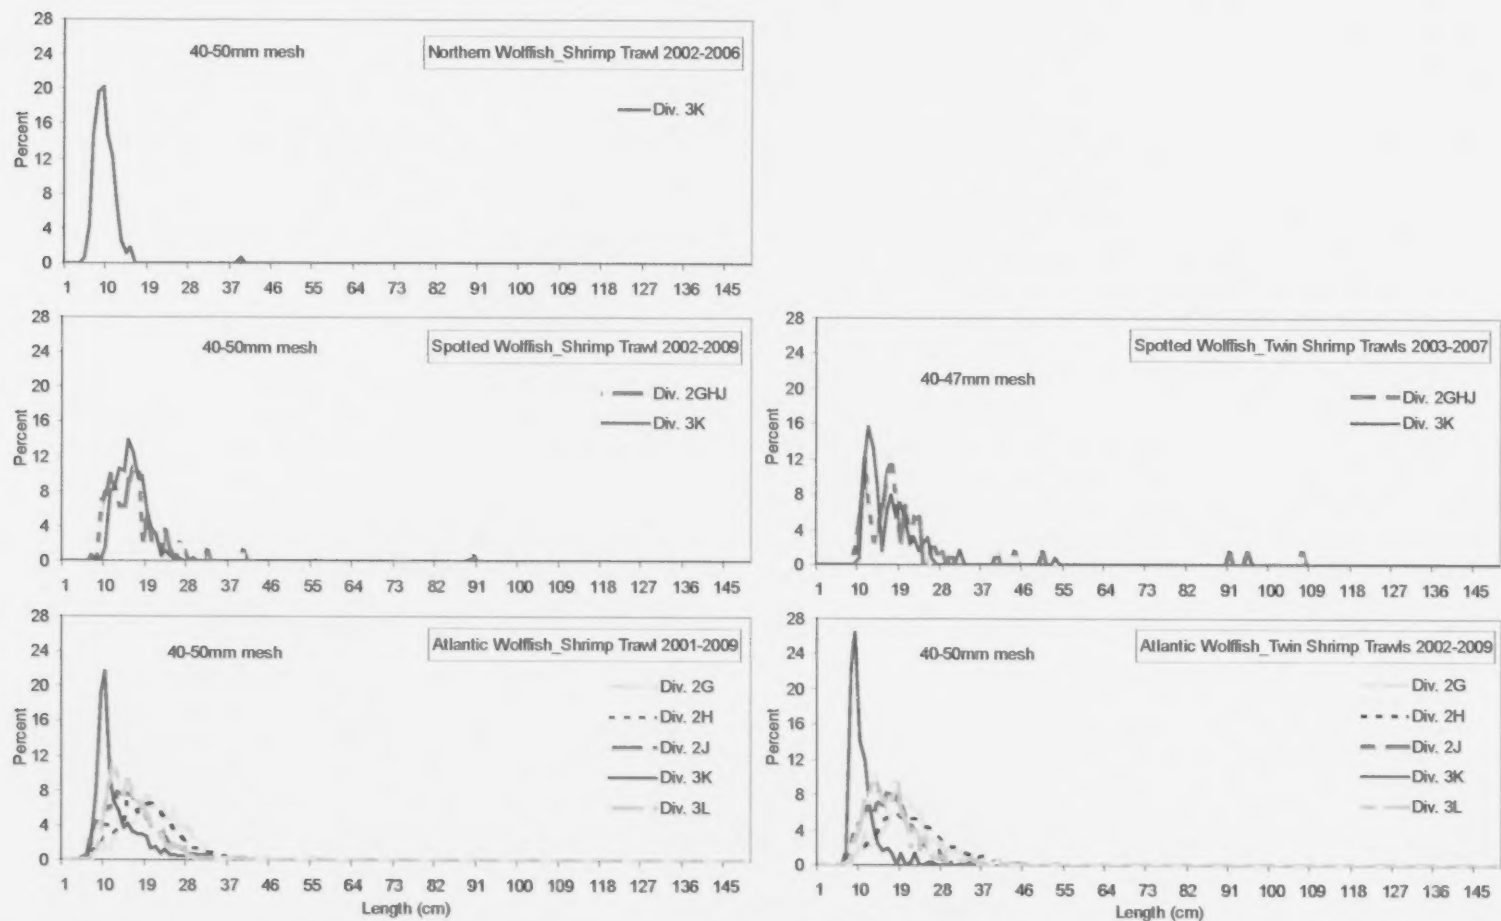 28
24
20
16
12
8
4
0
Percent
40-50mm mesh
Northern Wolffish_Shrimp Trawl 2002-2006
Div. 3K
1 10 19 28 37 46 55 64 73 82 91 100 109 118 127 136 145
28
24
20
16
12
8
4
0
Percent
40-50mm mesh
Spotted Wolffish_Shrimp Trawl 2002-2009
Div. 2GHJ
Div. 3K
1 10 19 28 37 46 55 64 73 82 91 100 109 118 127 136 145
28
24
20
16
12
8
4
0
Percent
40-47mm mesh
Spotted Wolffish_Twin Shrimp Trawls 2003-2007
Div. 2GHJ
Div. 3K
1 10 19 28 37 46 55 64 73 82 91 100 109 118 127 136 145
28
24
20
16
12
8
4
0
Percent
40-50mm mesh
Atlantic Wolffish_Shrimp Trawl 2001-2009
Div. 2G
Div. 2H
Div. 2J
Div. 3K
Div. 3L
1 10 19 28 37 46 55 64 73 82 91 100 109 118 127 136 145
Length (cm)
28
24
20
16
12
8
4
0
Percent
40-50mm mesh
Atlantic Wolffish_Twin Shrimp Trawls 2002-2009
Div. 2G
Div. 2H
Div. 2J
Div. 3K
Div. 3L
1 10 19 28 37 46 55 64 73 82 91 100 109 118 127 136 145
Length (cm)